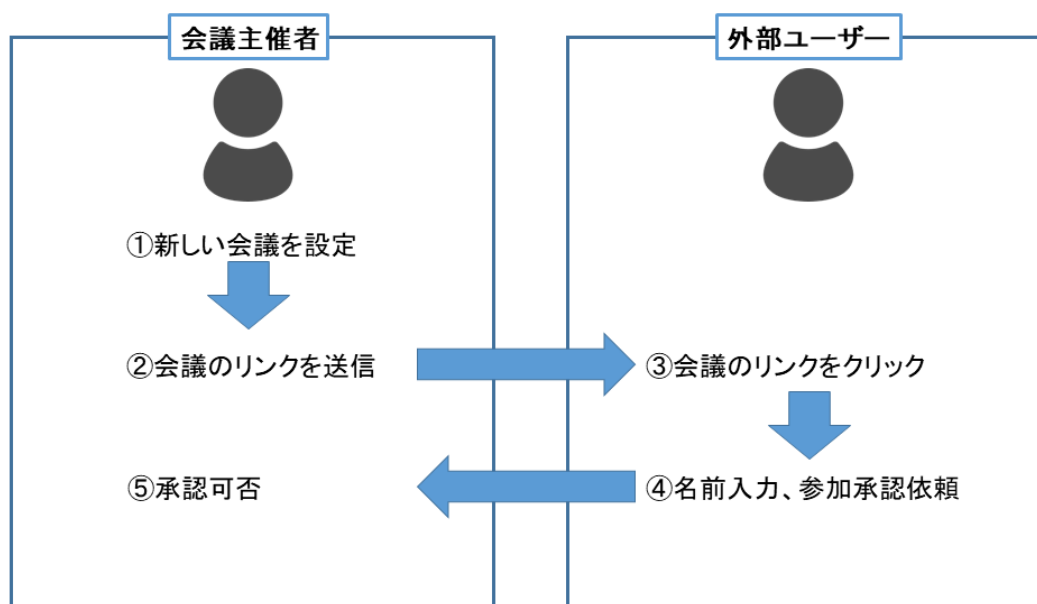 会議主催者
外部ユーザー
①新しい会議を設定
②会議のリンクを送信
③会議のリンクをクリック
④名前入力、参加承認依頼
⑤承認可否